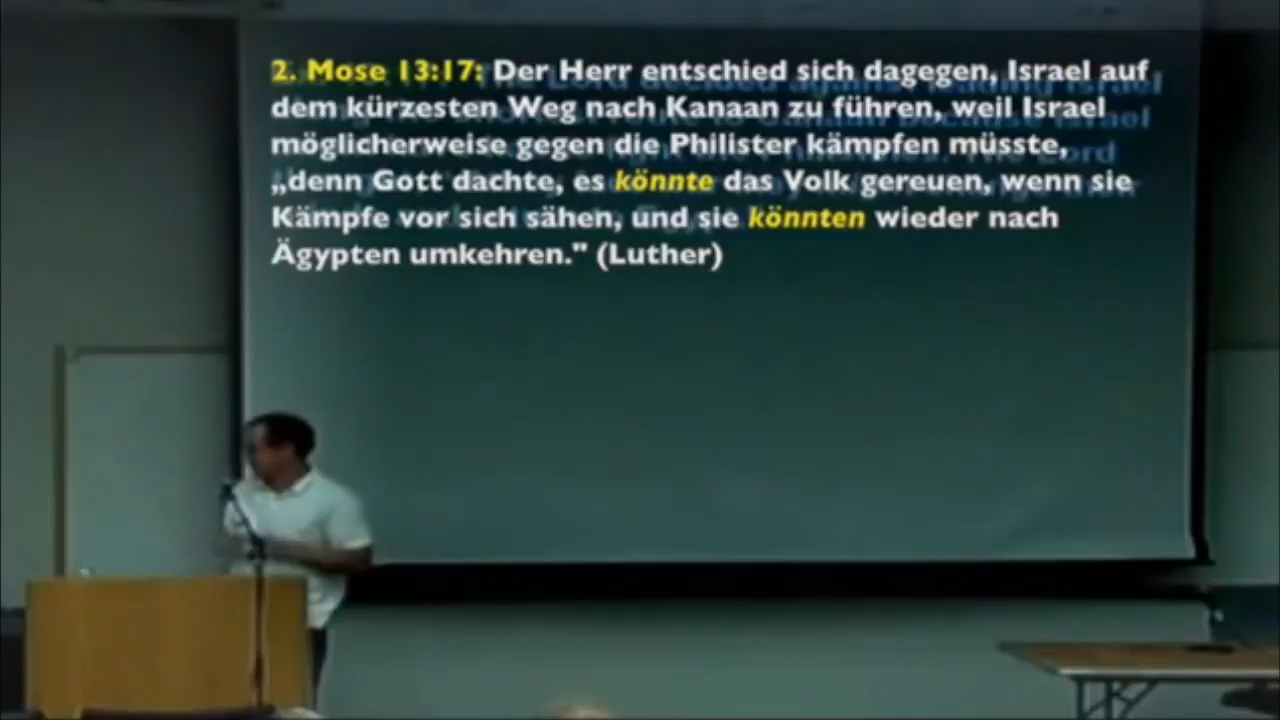 2. Mose 13:17: Der Herr entschied sich dagegen, Israel auf
dem kürzesten Weg nach Kanaan zu führen, weil Israel
möglicherweise gegen die Philister kämpfen müsste,
„denn Gott dachte, es könnte das Volk gereuen, wenn sie
Kämpfe vor sich sähen, und sie könnten wieder nach
Ägypten umkehren." (Luther)